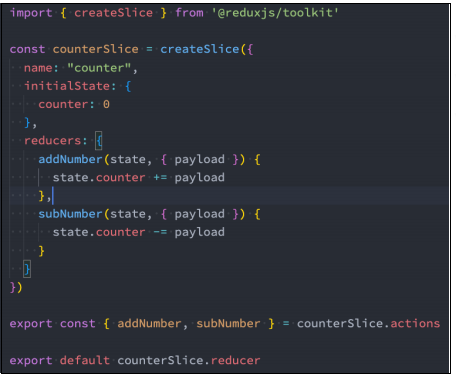 import { createSlice } from '@reduxjs/toolkit'
const counterSlice = createSlice({
  name: "counter",
  initialState: {
    counter: 0
  },
  reducers: {
    addNumber(state, { payload }) {
      state.counter += payload
    },
    subNumber(state, { payload }) {
      state.counter -= payload
    }
  }
})
export const { addNumber, subNumber } = counterSlice.actions
export default counterSlice.reducer